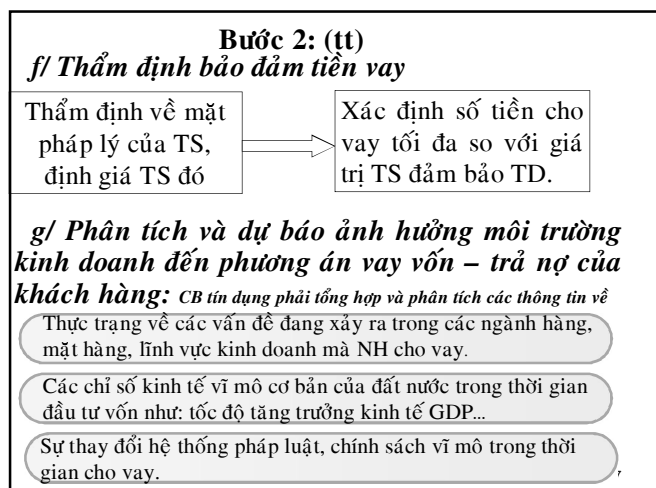 Bước 2: (tt)
f/ Thẩm định bảo đảm tiền vay
Thẩm định về mặt
pháp lý của TS,
định giá TS đó
Xác định số tiền cho
vay tối đa so với giá
trị TS đảm bảo TD.
g/ Phân tích và dự báo ảnh hưởng môi trường
kinh doanh đến phương án vay vốn – trả nợ của
khách hàng: CB tín dụng phải tổng hợp và phân tích các thông tin về
Thực trạng về các vấn đề đang xảy ra trong các ngành hàng,
mặt hàng, lĩnh vực kinh doanh mà NH cho vay.
Các chỉ số kinh tế vĩ mô cơ bản của đất nước trong thời gian
đầu tư vốn như: tốc độ tăng trưởng kinh tế GDP...
Sự thay đổi hệ thống pháp luật, chính sách vĩ mô trong thời
gian cho vay.